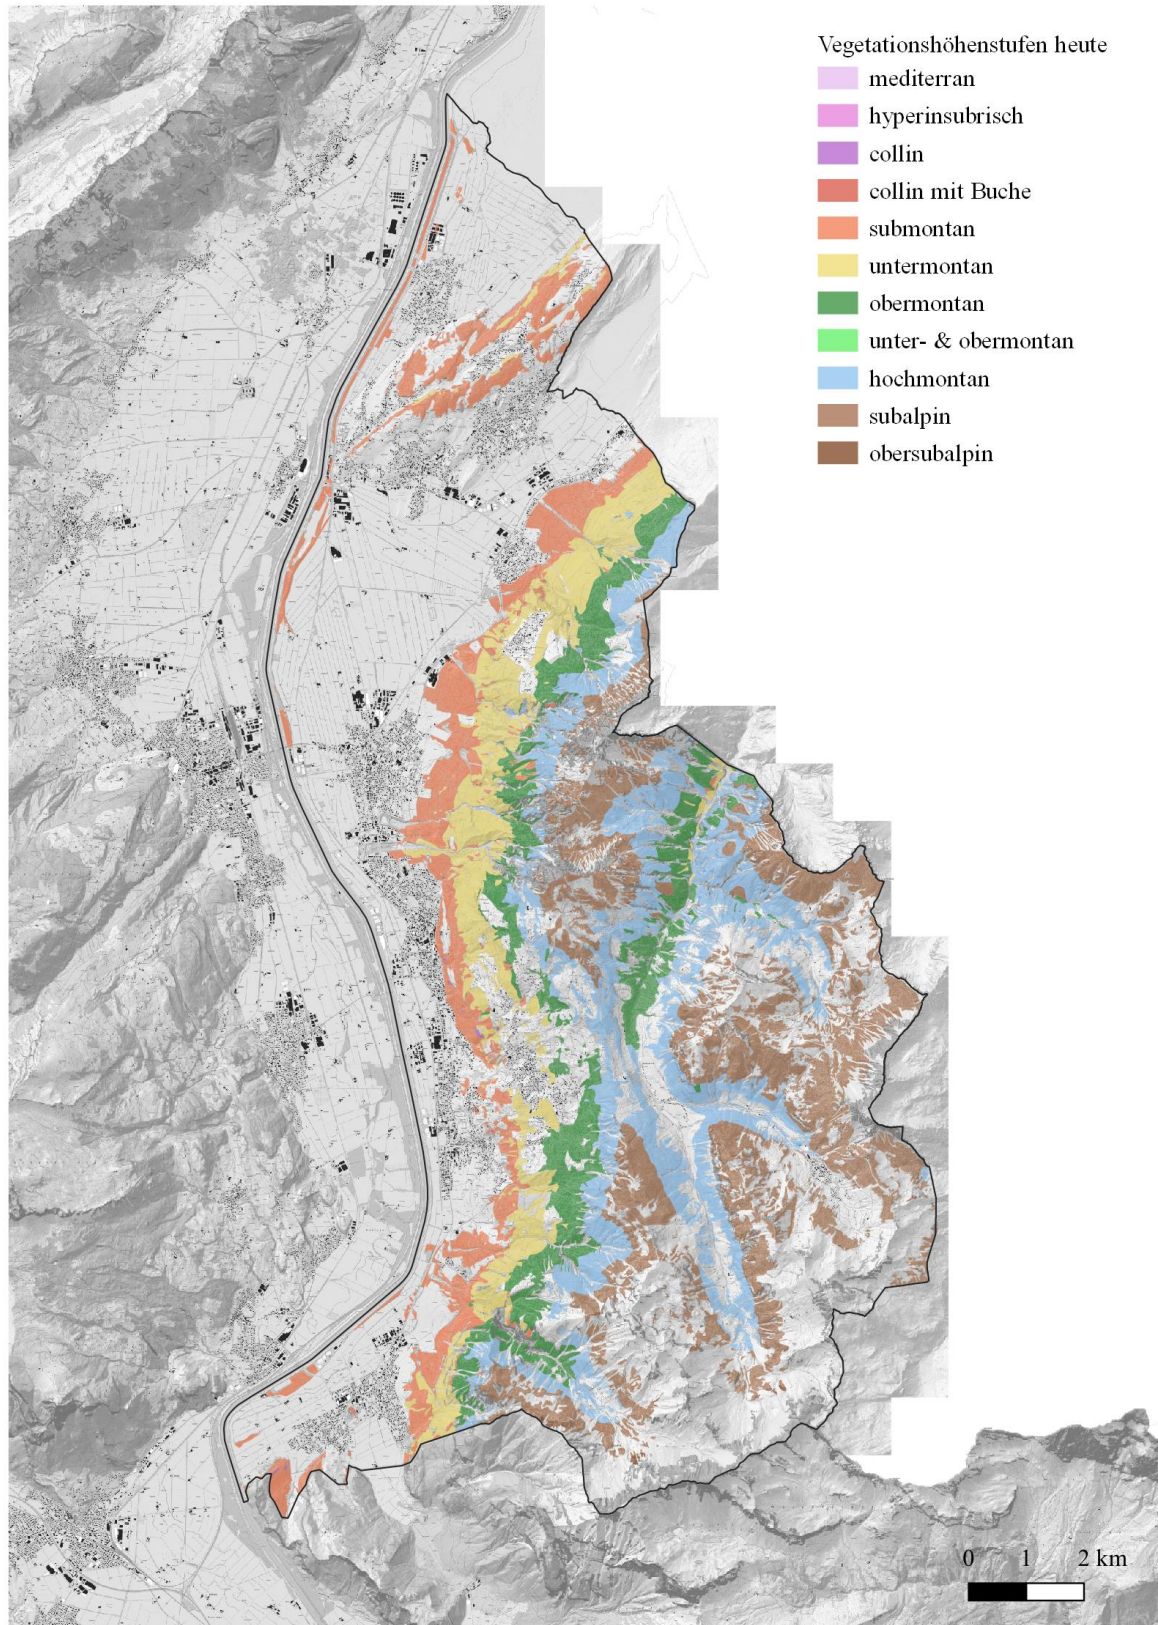 Vegetationshöhenstufen heute
mediterran
hyperinsubrisch
collin
collin mit Buche
submontan
untermontan
obermontan
unter- & obermontan
hochmontan
subalpin
obersubalpin
0 1 2 km